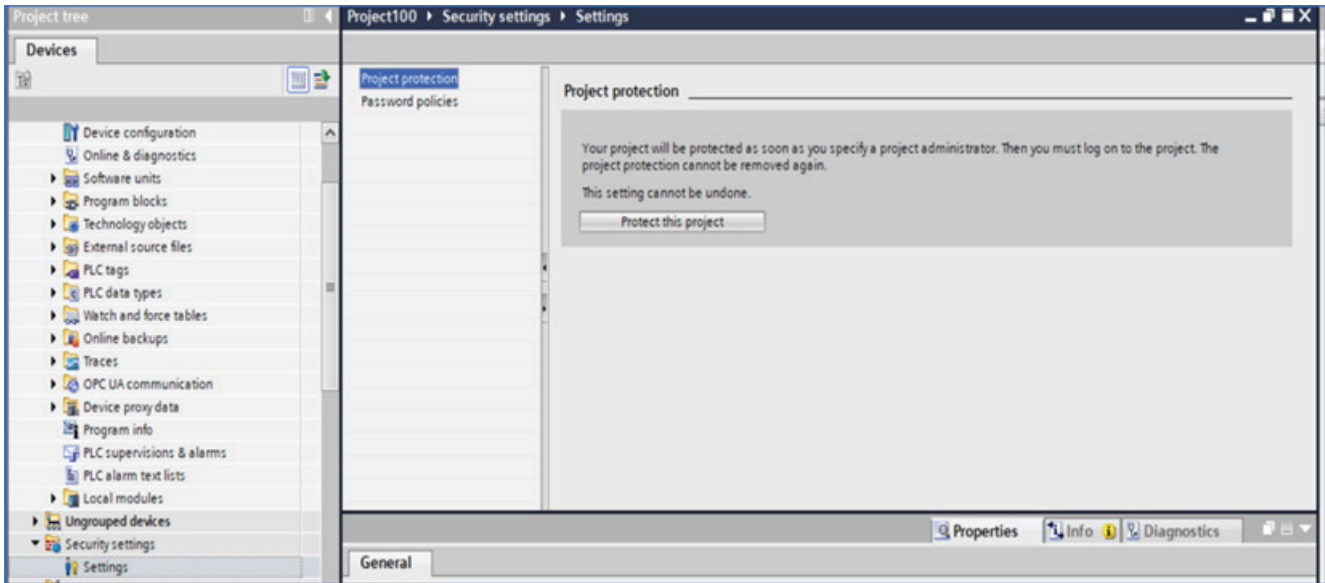 Project tree
Project100 ▸ Security settings ▸ Settings
Devices
Device configuration
Online & diagnostics
Software units
Program blocks
Technology objects
External source files
PLC tags
PLC data types
Watch and force tables
Online backups
Traces
OPC UA communication
Device proxy data
Program info
PLC supervisions & alarms
PLC alarm text lists
Local modules
Ungrouped devices
Security settings
Settings
Project protection
Password policies
Project protection
Your project will be protected as soon as you specify a project administrator. Then you must log on to the project. The
project protection cannot be removed again.
This setting cannot be undone.
Protect this project
Properties
Info
Diagnostics
General